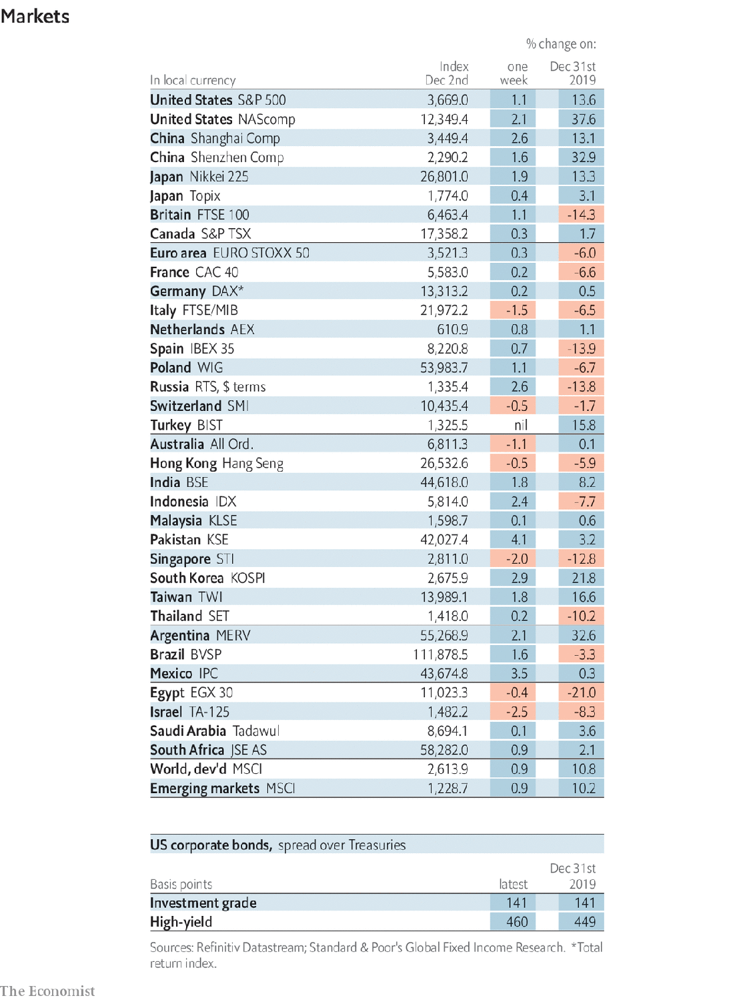 Markets
% change on:
Index one Dec 31st
In local currency Dec 2nd week 2019
United States S&P 500 3,669.0 1.1 13.6
United States NAScomp 12,349.4 2.1 37.6
China Shanghai Comp 3,449.4 2.6 13.1
China Shenzhen Comp 2,290.2 1.6 32.9
Japan Nikkei 225 26,801.0 1.9 13.3
Japan Topix 1,774.0 0.4 3.1
Britain FTSE 100 6,463.4 1.1 -14.3
Canada S&P TSX 17,358.2 0.3 1.7
Euro area EURO STOXX 50 3,521.3 0.3 -6.0
France CAC 40 5,583.0 0.2 -6.6
Germany DAX* 13,313.2 0.2 0.5
Italy FTSE/MIB 21,972.2 -1.5 -6.5
Netherlands AEX 610.9 0.8 1.1
Spain IBEX 35 8,220.8 0.7 -13.9
Poland WIG 53,983.7 1.1 -6.7
Russia RTS, $ terms 1,335.4 2.6 -13.8
Switzerland SMI 10,435.4 -0.5 -1.7
Turkey BIST 1,325.5 nil 15.8
Australia All Ord. 6,811.3 -1.1 0.1
Hong Kong Hang Seng 26,532.6 -0.5 -5.9
India BSE 44,618.0 1.8 8.2
Indonesia IDX 5,814.0 2.4 -7.7
Malaysia KLSE 1,598.7 0.1 0.6
Pakistan KSE 42,027.4 4.1 3.2
Singapore STI 2,811.0 -2.0 -12.8
South Korea KOSPI 2,675.9 2.9 21.8
Taiwan TWI 13,989.1 1.8 16.6
Thailand SET 1,418.0 0.2 -10.2
Argentina MERV 55,268.9 2.1 32.6
Brazil BVSP 111,878.5 1.6 -3.3
Mexico IPC 43,674.8 3.5 0.3
Egypt EGX 30 11,023.3 -0.4 -21.0
Israel TA-125 1,482.2 -2.5 -8.3
Saudi Arabia Tadawul 8,694.1 0.1 3.6
South Africa JSE AS 58,282.0 0.9 2.1
World, dev'd MSCI 2,613.9 0.9 10.8
Emerging markets MSCI 1,228.7 0.9 10.2
US corporate bonds, spread over Treasuries
Dec 31st
Basis points latest 2019
Investment grade 141 141
High-yield 460 449
Sources: Refinitiv Datastream; Standard & Poor's Global Fixed Income Research. *Total
return index.
The Economist